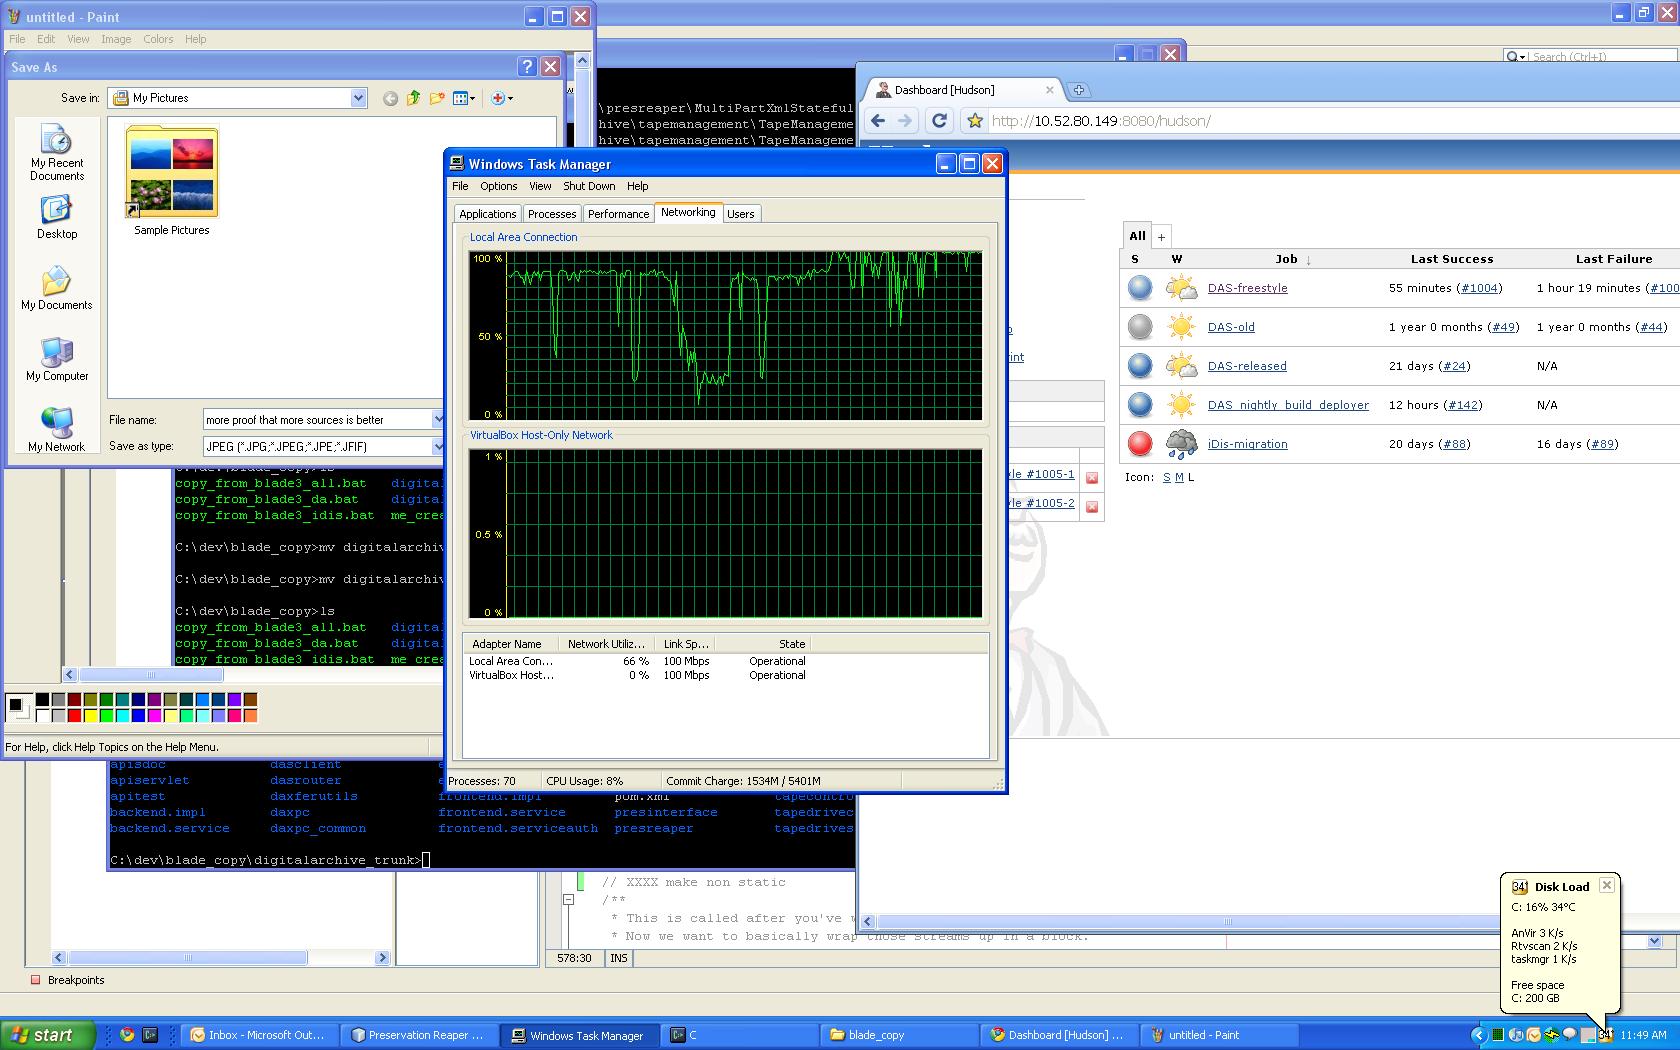 untitled - Paint
File Edit View Image Colors Help
Save As
Save in: My Pictures
My Recent Documents
Desktop
My Documents
My Computer
My Network
Sample Pictures
File name: more proof that more sources is better
Save as type: JPEG (*.JPG;*.JPEG;*.JPE;*.JFIF)
For Help, click Help Topics on the Help Menu.
\presreaper\MultiPartXmlStateful
hive\tapemanagement\TapeManageme
hive\tapemanagement\TapeManageme
Search (Ctrl+I)
Dashboard [Hudson]
http://10.52.80.149:8080/hudson/
Windows Task Manager
File Options View Shut Down Help
Applications Processes Performance Networking Users
Local Area Connection
100 %
50 %
0 %
VirtualBox Host-Only Network
1 %
0.5 %
0 %
Adapter Name Network Utiliz... Link Sp... State
Local Area Con... 66 % 100 Mbps Operational
VirtualBox Host... 0 % 100 Mbps Operational
Processes: 70 CPU Usage: 8% Commit Charge: 1534M / 5401M
All +
S W Job ↓ Last Success Last Failure
DAS-freestyle 55 minutes (#1004) 1 hour 19 minutes (#100
DAS-old 1 year 0 months (#49) 1 year 0 months (#44)
DAS-released 21 days (#24) N/A
DAS_nightly_build_deployer 12 hours (#142) N/A
iDis-migration 20 days (#88) 16 days (#89)
Icon: S M L
rint
yle #1005-1
yle #1005-2
C:\dev\blade_copy>ls
copy_from_blade3_all.bat digital
copy_from_blade3_da.bat digital
copy_from_blade3_idis.bat me_crea
C:\dev\blade_copy>mv digitalarchiv
C:\dev\blade_copy>mv digitalarchiv
C:\dev\blade_copy>ls
copy_from_blade3_all.bat digital
copy_from_blade3_da.bat digital
copy_from_blade3_idis.bat me_crea
apisdoc dasclient
apiservlet dasrouter
apitest daxferutils frontend.impl pom.xml tapecontro
backend.impl daxpc frontend.service presinterface tapedrivec
backend.service daxpc_common frontend.serviceauth presreaper tapedrives
C:\dev\blade_copy\digitalarchive_trunk>
// XXXX make non static
/**
* This is called after you've w
* Now we want to basically wrap those streams up in a block.
578:30 INS
Breakpoints
34° Disk Load
C: 16% 34°C
AnVir 3 K/s
Rtvscan 2 K/s
taskmgr 1 K/s
Free space
C: 200 GB
start Inbox - Microsoft Out... Preservation Reaper ... Windows Task Manager C blade_copy Dashboard [Hudson] ... untitled - Paint 34° 11:49 AM